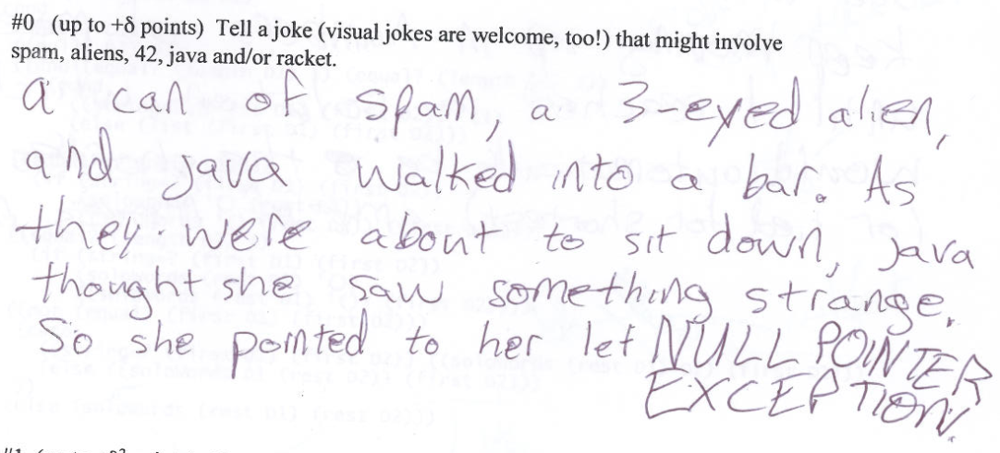 #0 (up to +δ points) Tell a joke (visual jokes are welcome, too!) that might involve
spam, aliens, 42, java and/or racket.
a can of spam, a 3-eyed alien,
and java walked into a bar. As
they were about to sit down, java
thought she saw something strange.
So she pointed to her let NULL POINTER
EXCEPTION.